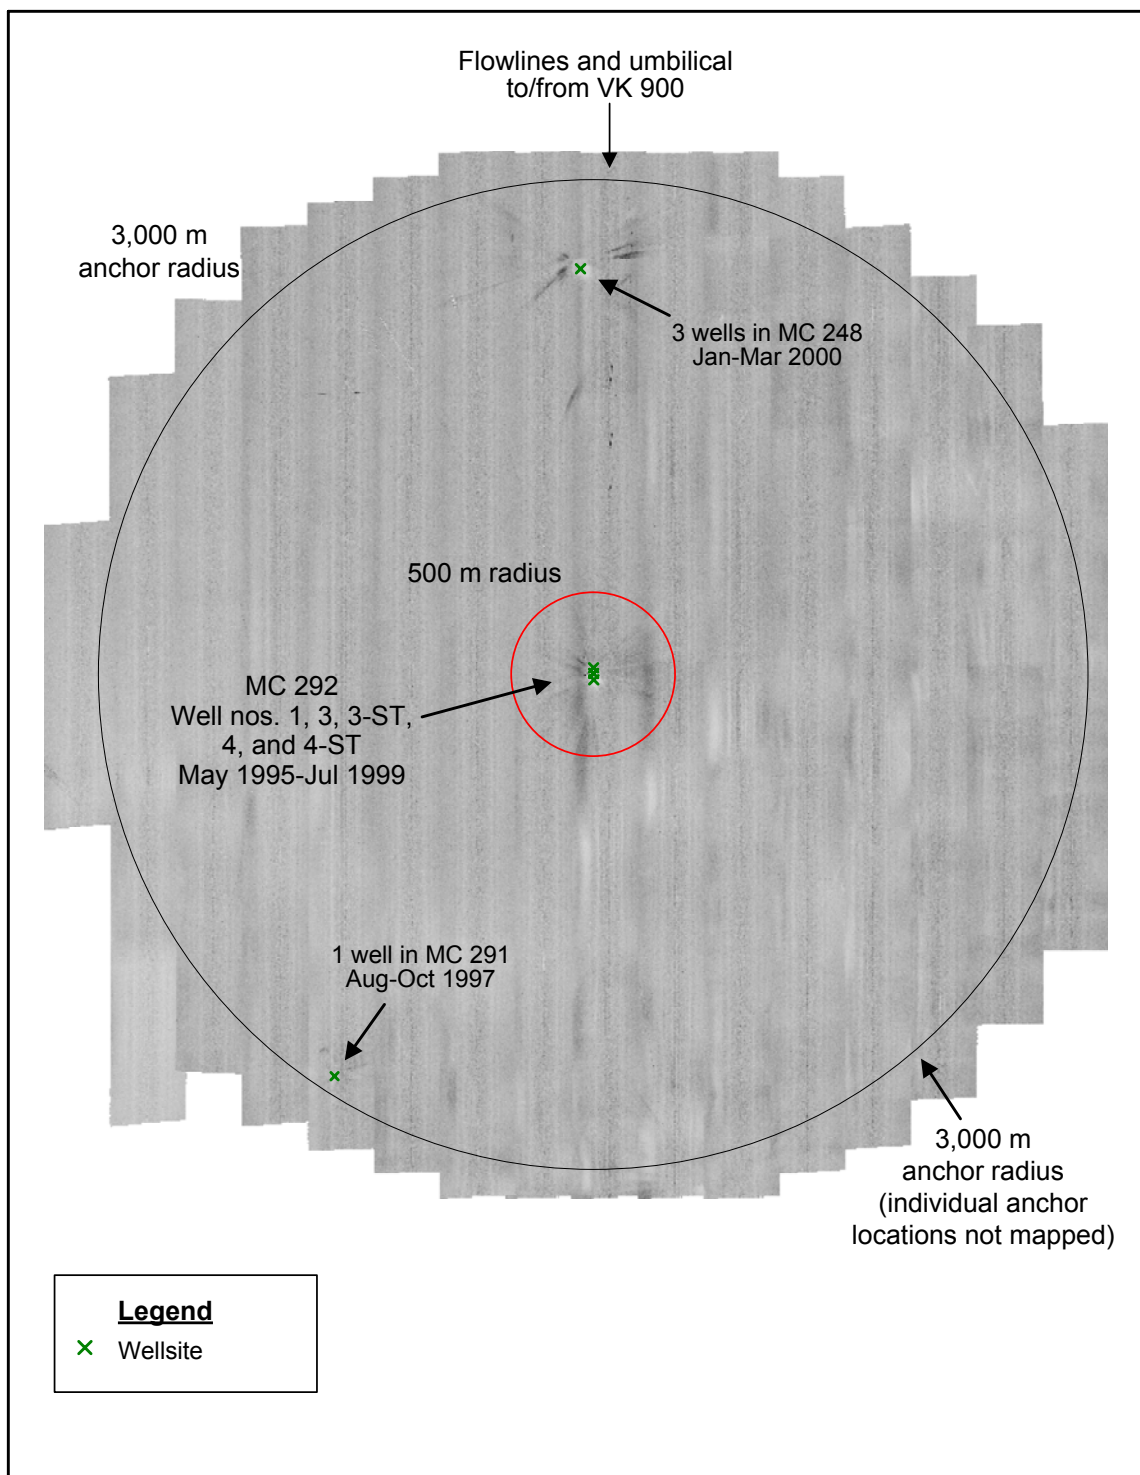 Flowlines and umbilical
to/from VK 900
3,000 m
anchor radius
3 wells in MC 248
Jan-Mar 2000
500 m radius
MC 292
Well nos. 1, 3, 3-ST,
4, and 4-ST
May 1995-Jul 1999
1 well in MC 291
Aug-Oct 1997
3,000 m
anchor radius
(individual anchor
locations not mapped)
Legend
Wellsite